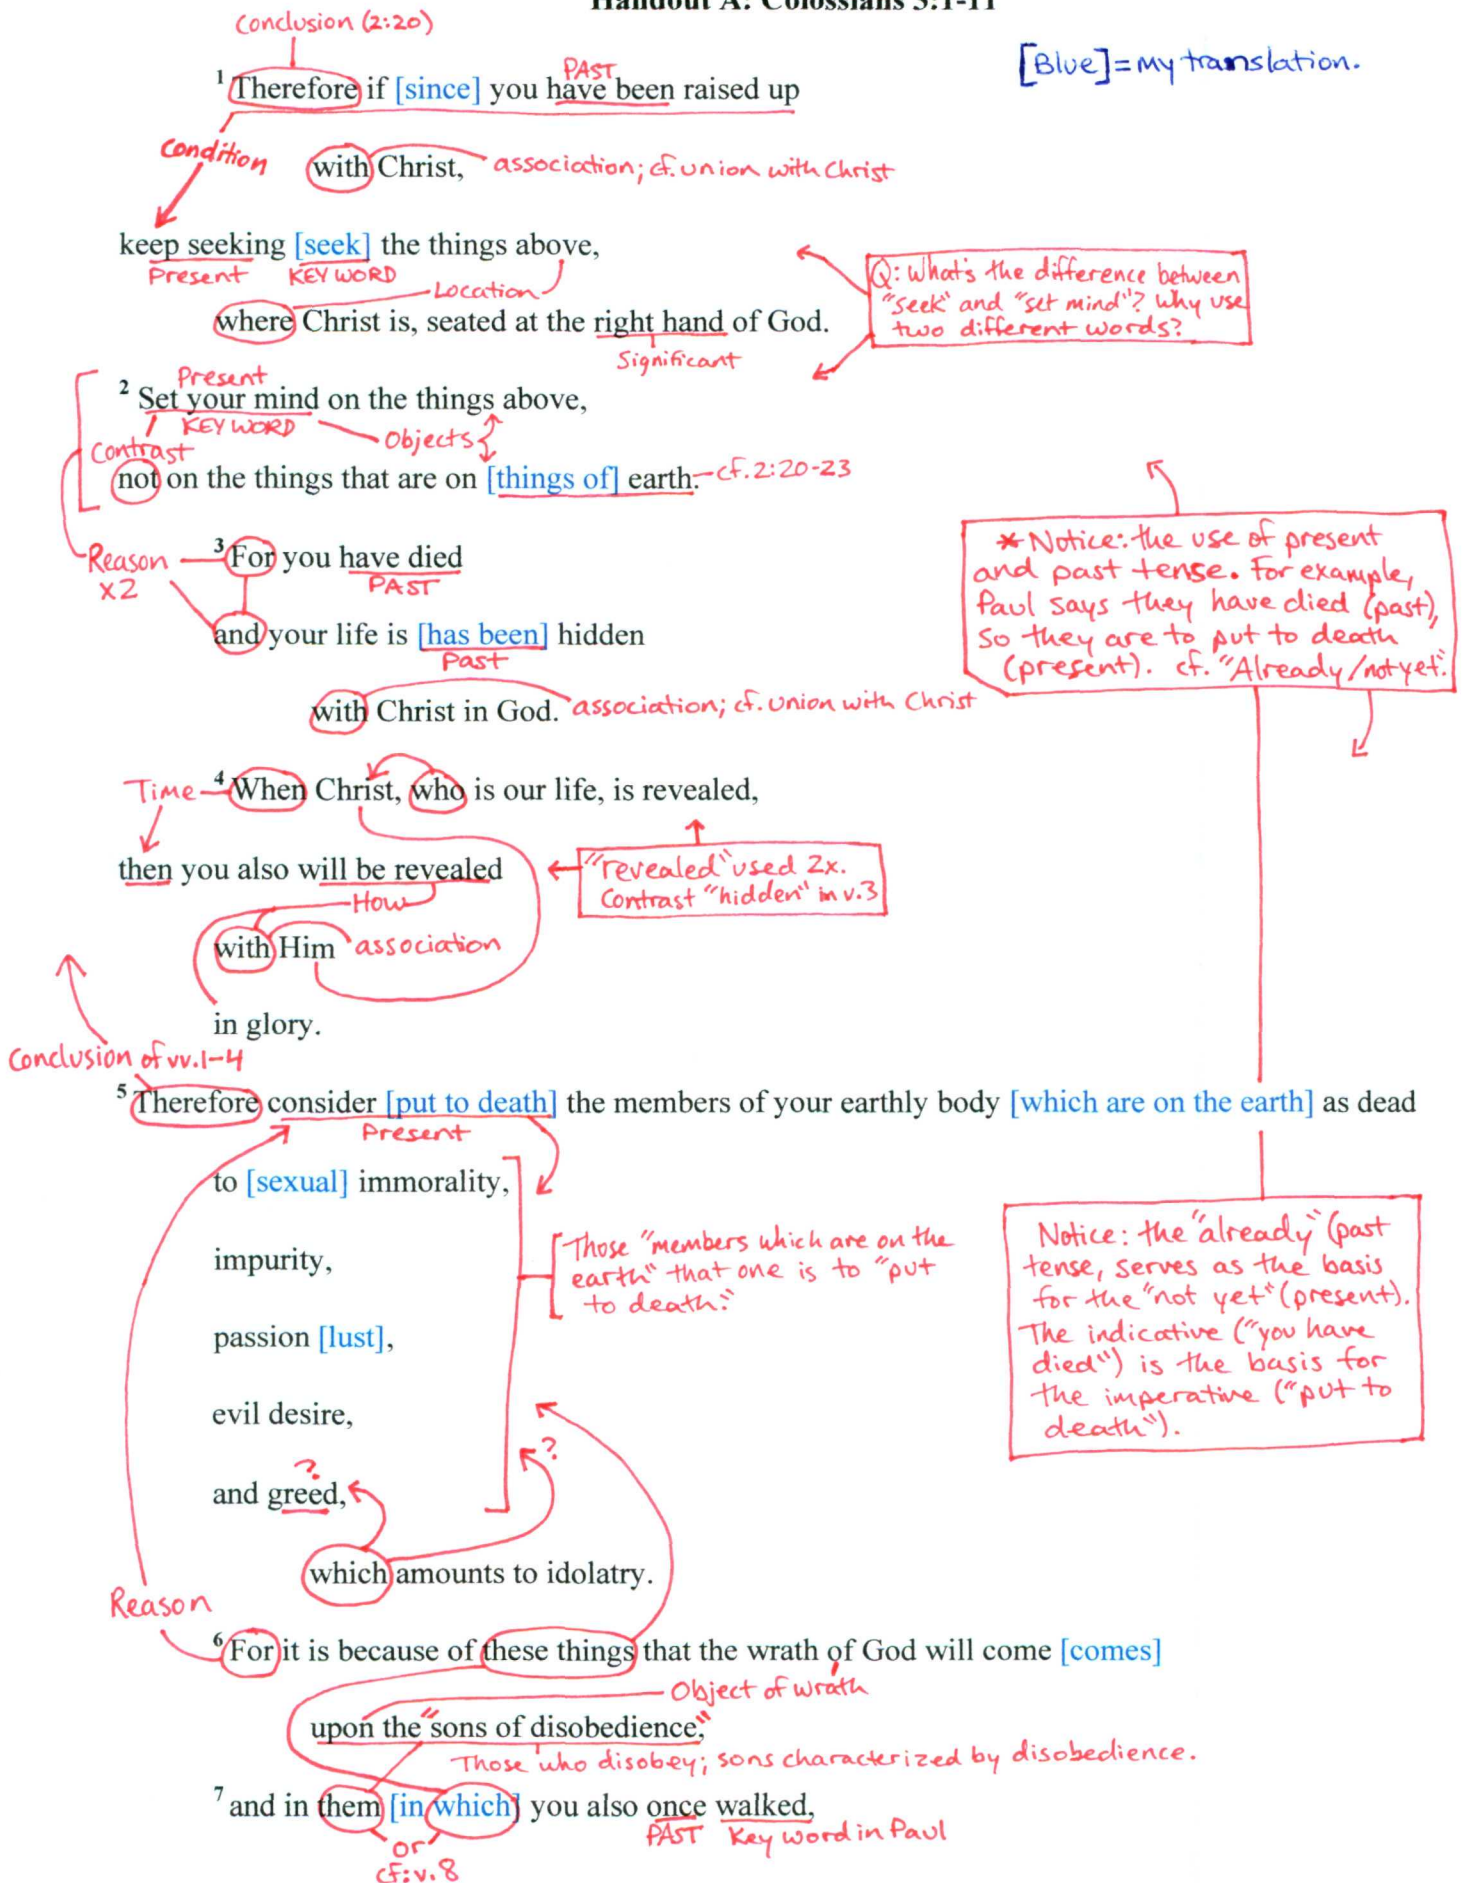 Handout A: Colossians 3:1-11
Conclusion (2:20)
[Blue]=my translation.
PAST
1 Therefore if [since] you have been raised up
Condition
with Christ, association; cf. union with Christ
keep seeking [seek] the things above,
Present KEY WORD
Location
Q: What's the difference between
"seek" and "set mind"? Why use
two different words?
where Christ is, seated at the right hand of God.
Significant
Present
2 Set your mind on the things above,
KEY WORD
Objects
Contrast
not on the things that are on [things of] earth. cf. 2:20-23
Reason
x2
3 For you have died
PAST
* Notice: the use of present
and past tense. For example,
Paul says they have died (past),
so they are to put to death
(present). cf. "Already/not yet."
and your life is [has been] hidden
Past
with Christ in God. association; cf. union with Christ
Time
4 When Christ, who is our life, is revealed,
then you also will be revealed
"revealed" used 2x.
Contrast "hidden" in v.3
How
with Him association
in glory.
Conclusion of vv.1-4
5 Therefore consider [put to death] the members of your earthly body [which are on the earth] as dead
Present
to [sexual] immorality,
impurity,
passion [lust],
evil desire,
Those "members which are on the
earth" that one is to "put
to death."
Notice: the "already" (past
tense, serves as the basis
for the "not yet" (present).
The indicative ("you have
died") is the basis for
the imperative ("put to
death").
?
?
and greed,
which amounts to idolatry.
Reason
6 For it is because of these things that the wrath of God will come [comes]
Object of wrath
upon the "sons of disobedience,"
Those who disobey; sons characterized by disobedience.
7 and in them [in which] you also once walked,
PAST Key word in Paul
or
cf: v. 8